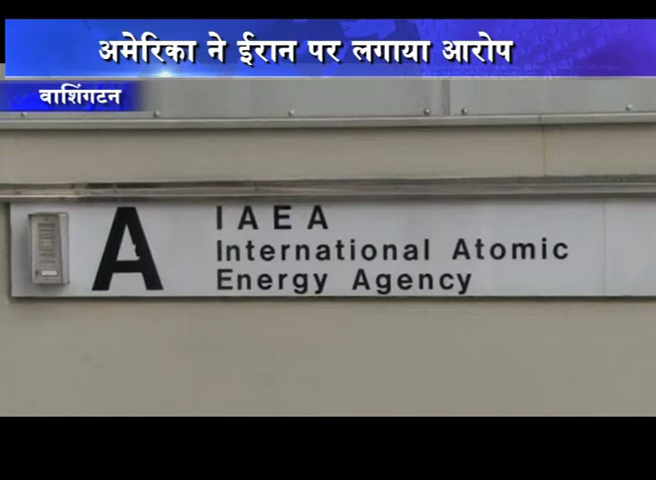 अमेरिका ने ईरान पर लगाया आरोप
वाशिंगटन
A
IAEA
International Atomic
Energy Agency